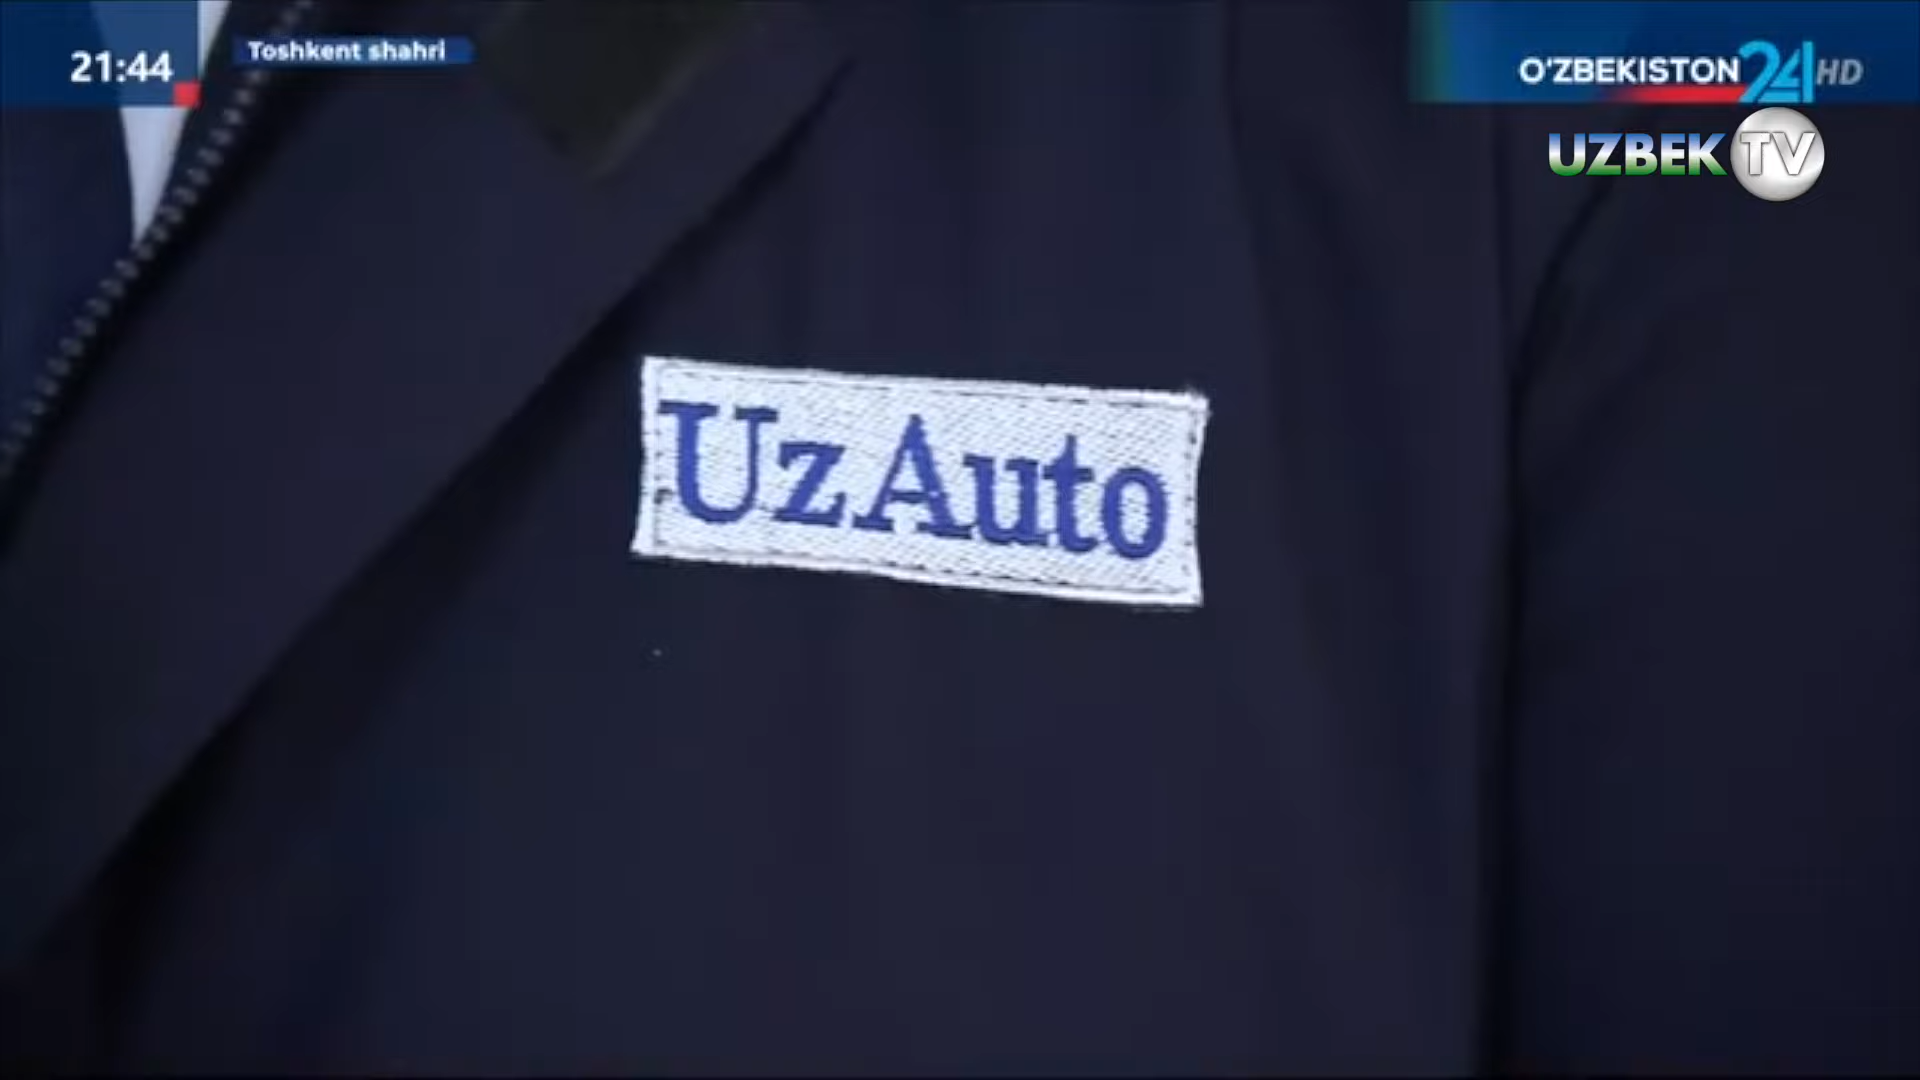 21:44
Toshkent shahri
O'ZBEKISTON 24 HD
UZBEK TV
UzAuto